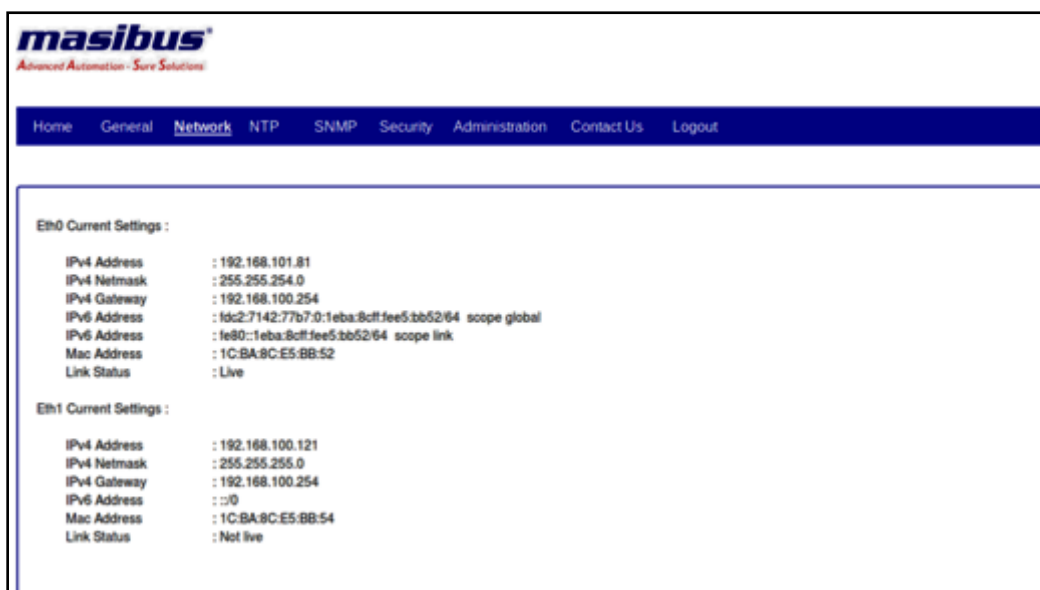 masibus
Advanced Automation - Sure Solutions
Home General Network NTP SNMP Security Administration Contact Us Logout
Eth0 Current Settings :
IPv4 Address : 192.168.101.81
IPv4 Netmask : 255.255.254.0
IPv4 Gateway : 192.168.100.254
IPv6 Address : fdc2:7142:77b7:0:1eba:8cff:fee5:bb52/64 scope global
IPv6 Address : fe80::1eba:8cff:fee5:bb52/64 scope link
Mac Address : 1C:BA:8C:E5:BB:52
Link Status : Live
Eth1 Current Settings :
IPv4 Address : 192.168.100.121
IPv4 Netmask : 255.255.255.0
IPv4 Gateway : 192.168.100.254
IPv6 Address : ::/0
Mac Address : 1C:BA:8C:E5:BB:54
Link Status : Not live